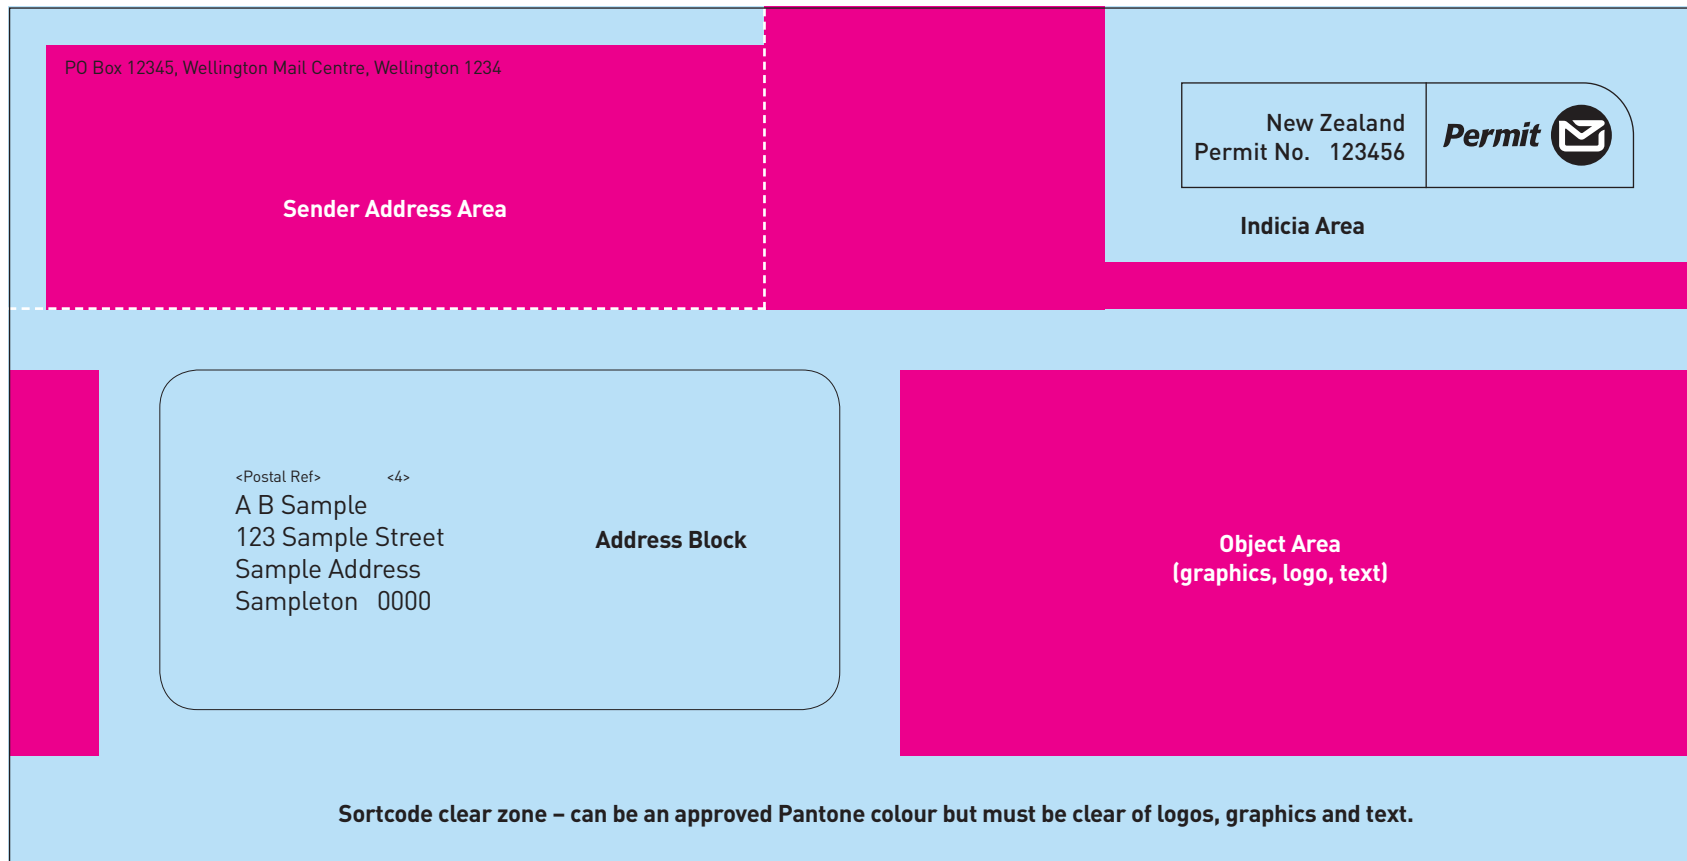 PO Box 12345, Wellington Mail Centre, Wellington 1234
Sender Address Area
New Zealand
Permit No. 123456
Permit
Indicia Area
<Postal Ref> <4>
A B Sample
123 Sample Street
Sample Address
Sampleton 0000
Address Block
Object Area
(graphics, logo, text)
Sortcode clear zone – can be an approved Pantone colour but must be clear of logos, graphics and text.